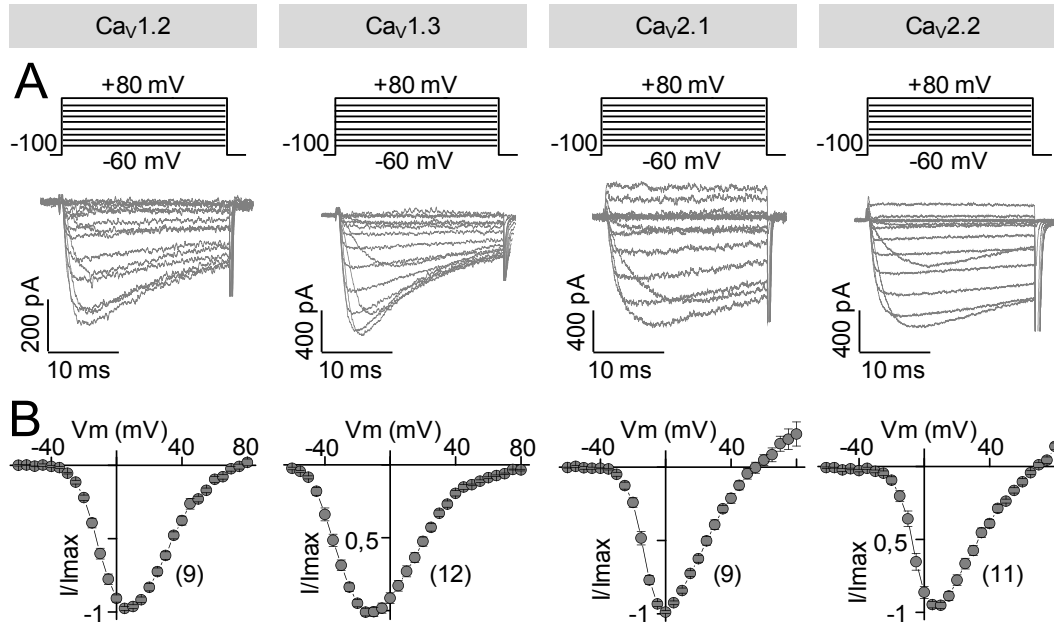 CaV1.2 CaV1.3 CaV2.1 CaV2.2
A
+80 mV +80 mV +80 mV +80 mV
-100 -100 -100 -100
-60 mV -60 mV -60 mV -60 mV
200 pA 400 pA 400 pA 400 pA
10 ms 10 ms 10 ms 10 ms
B
Vm (mV) Vm (mV) Vm (mV) Vm (mV)
-40 40 80 -40 40 80 -40 40 -40 40
I/Imax I/Imax I/Imax I/Imax
0,5 0,5
(9) (12) (9) (11)
-1 -1 -1 -1